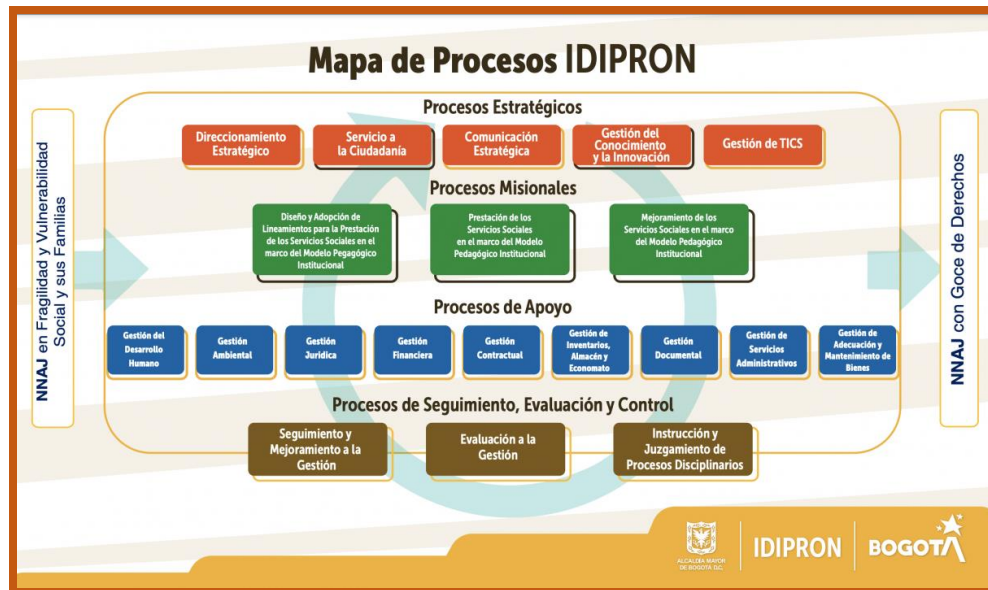 Mapa de Procesos IDIPRON
Procesos Estratégicos
Direccionamiento
Estratégico
Servicio a
la Ciudadanía
Comunicación
Estratégica
Gestión del
Conocimiento
y la Innovación
Gestión de TICS
Procesos Misionales
Diseño y Adopción de
Lineamientos para la Prestación
de los Servicios Sociales en el
marco del Modelo Pegagógico
Institucional
Prestación de los
Servicios Sociales
en el marco del Modelo
Pedagógico Institucional
Mejoramiento de los
Servicios Sociales en el marco
del Modelo Pedagógico
Institucional
Procesos de Apoyo
Gestión del
Desarrollo
Humano
Gestión
Ambiental
Gestión
Jurídica
Gestión
Financiera
Gestión
Contractual
Gestión de
Inventarios,
Almacén y
Economato
Gestión
Documental
Gestión de
Servicios
Administrativos
Gestión de
Adecuación y
Mantenimiento de
Bienes
Procesos de Seguimiento, Evaluación y Control
Seguimiento y
Mejoramiento a la
Gestión
Evaluación a la
Gestión
Instrucción y
Juzgamiento de
Procesos Disciplinarios
NNAJ en Fragilidad y Vulnerabilidad
Social y sus Familias
NNAJ con Goce de Derechos
ALCALDÍA MAYOR
DE BOGOTÁ D.C.
IDIPRON
BOGOTÁ